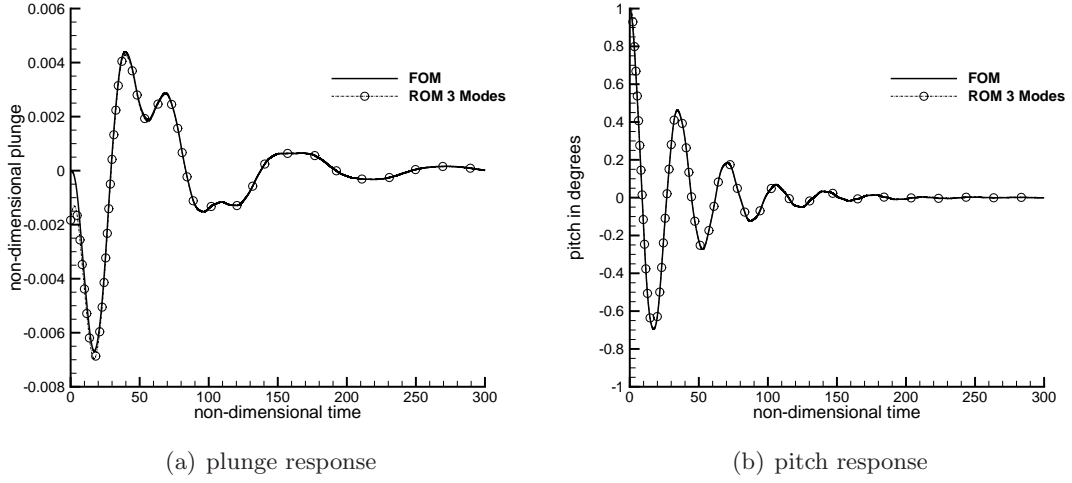 0.006
0.004
0.002
0
-0.002
-0.004
-0.006
-0.008
non-dimensional plunge
0 50 100 150 200 250 300
non-dimensional time
FOM
ROM 3 Modes
(a) plunge response
1
0.8
0.6
0.4
0.2
0
-0.2
-0.4
-0.6
-0.8
-1
pitch in degrees
0 50 100 150 200 250 300
non-dimensional time
FOM
ROM 3 Modes
(b) pitch response